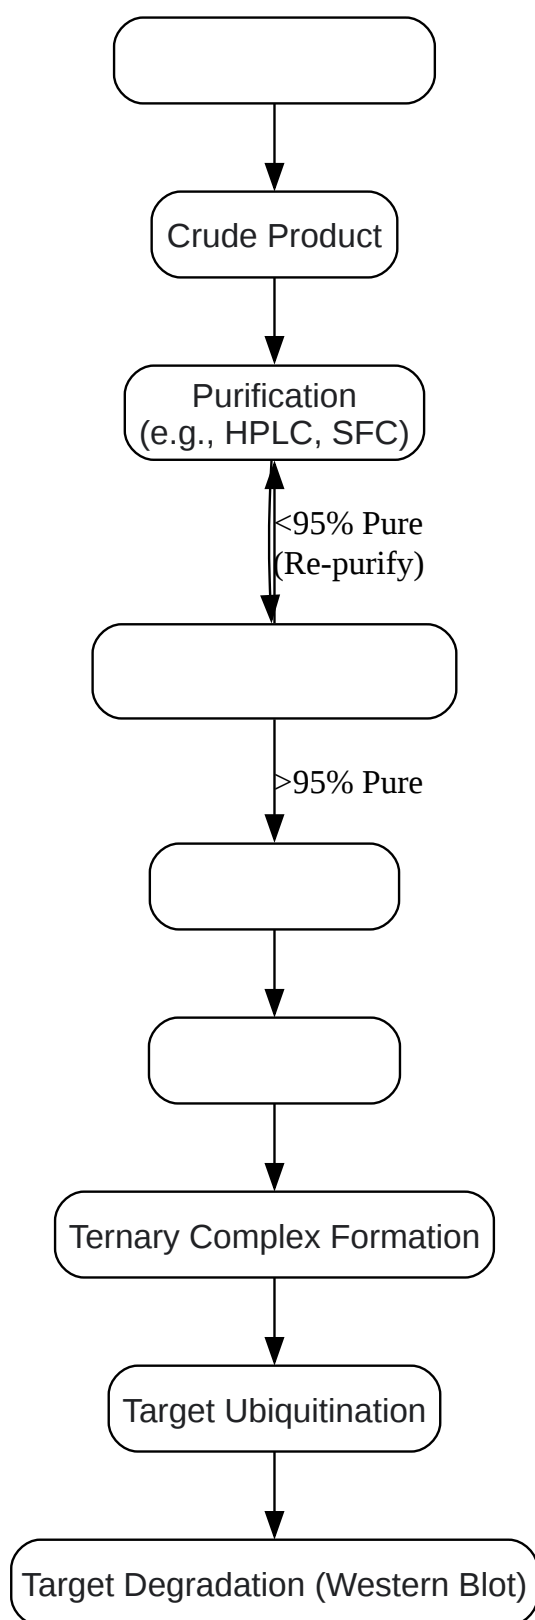 Crude Product
Purification
(e.g., HPLC, SFC)
<95% Pure
(Re-purify)
>95% Pure
Ternary Complex Formation
Target Ubiquitination
Target Degradation (Western Blot)